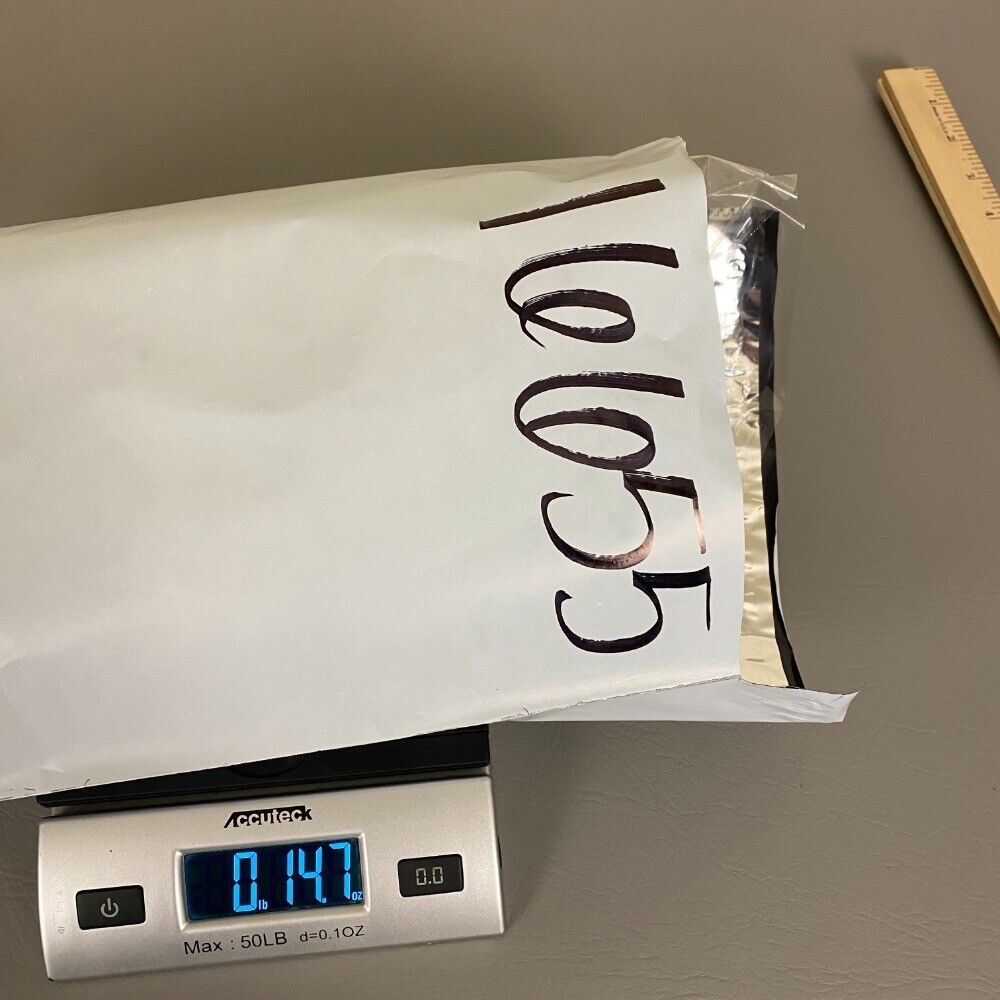 16655
Accuteck
0 lb 14.7 oz
0.0
Max : 50LB d=0.1OZ